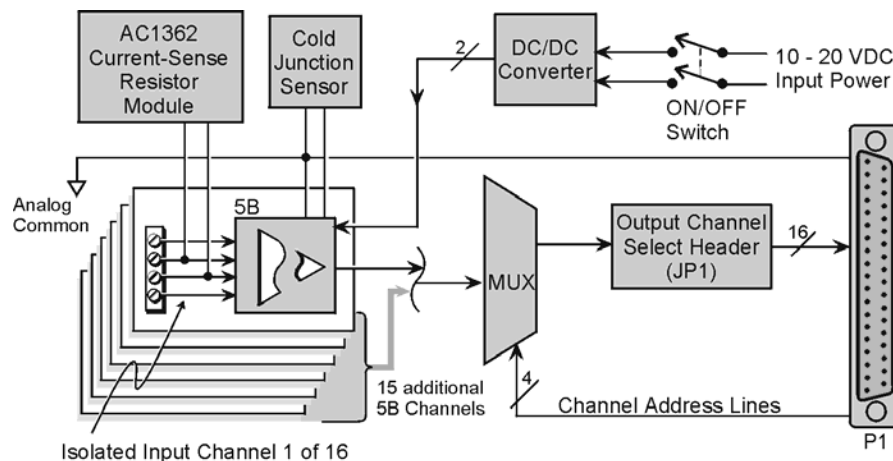 AC1362
Current-Sense
Resistor
Module
Cold
Junction
Sensor
2
DC/DC
Converter
10 - 20 VDC
Input Power
ON/OFF
Switch
Analog
Common
5B
MUX
Output Channel
Select Header
(JP1)
16
15 additional
5B Channels
4
Channel Address Lines
P1
Isolated Input Channel 1 of 16